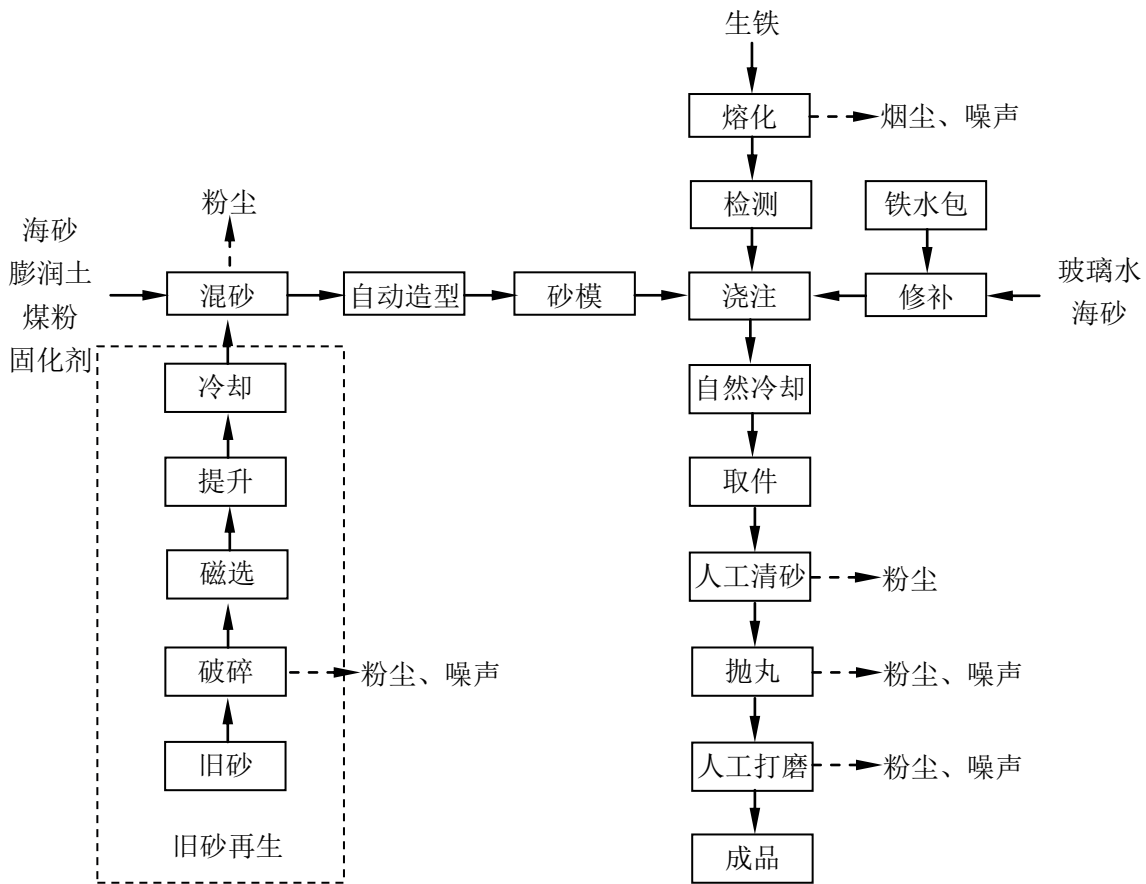 生铁
熔化
烟尘、噪声
检测
铁水包
粉尘
海砂
膨润土
煤粉
固化剂
混砂
自动造型
砂模
浇注
修补
玻璃水
海砂
冷却
自然冷却
提升
取件
磁选
人工清砂
粉尘
破碎
粉尘、噪声
抛丸
粉尘、噪声
旧砂
人工打磨
粉尘、噪声
旧砂再生
成品